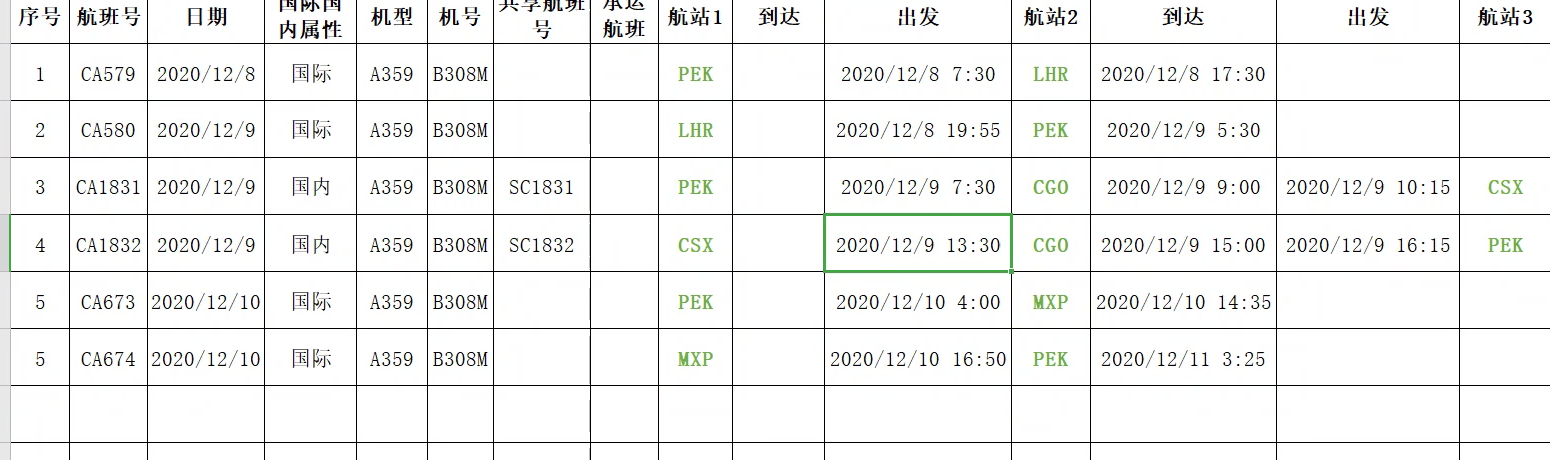 序号 航班号 日期 国际国内属性 机型 机号 共享航班号 承运航班 航站1 到达 出发 航站2 到达 出发 航站3
1 CA579 2020/12/8 国际 A359 B308M PEK 2020/12/8 7:30 LHR 2020/12/8 17:30
2 CA580 2020/12/9 国际 A359 B308M LHR 2020/12/8 19:55 PEK 2020/12/9 5:30
3 CA1831 2020/12/9 国内 A359 B308M SC1831 PEK 2020/12/9 7:30 CGO 2020/12/9 9:00 2020/12/9 10:15 CSX
4 CA1832 2020/12/9 国内 A359 B308M SC1832 CSX 2020/12/9 13:30 CGO 2020/12/9 15:00 2020/12/9 16:15 PEK
5 CA673 2020/12/10 国际 A359 B308M PEK 2020/12/10 4:00 MXP 2020/12/10 14:35
5 CA674 2020/12/10 国际 A359 B308M MXP 2020/12/10 16:50 PEK 2020/12/11 3:25